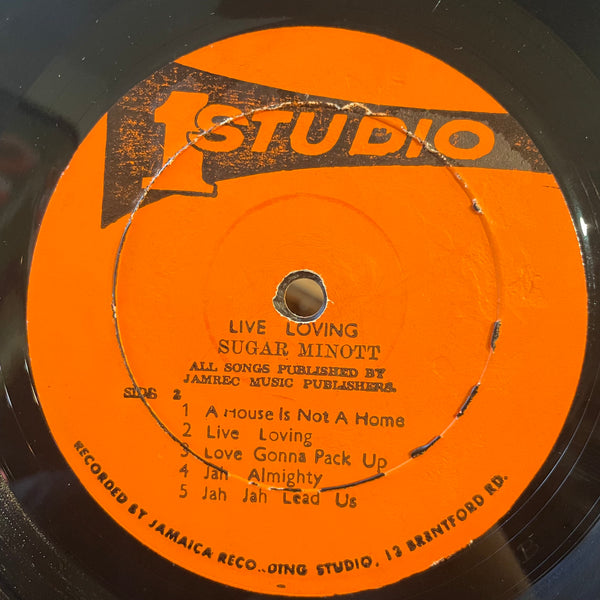 1 STUDIO
LIVE LOVING
SUGAR MINOTT
ALL SONGS PUBLISHED BY
JAMREC MUSIC PUBLISHERS.
SIDE 2
1 A House Is Not A Home
2 Live Loving
3 Love Gonna Pack Up
4 Jah Almighty
5 Jah Jah Lead Us
RECORDED BY JAMAICA RECORDING STUDIO, 13 BRENTFORD RD.